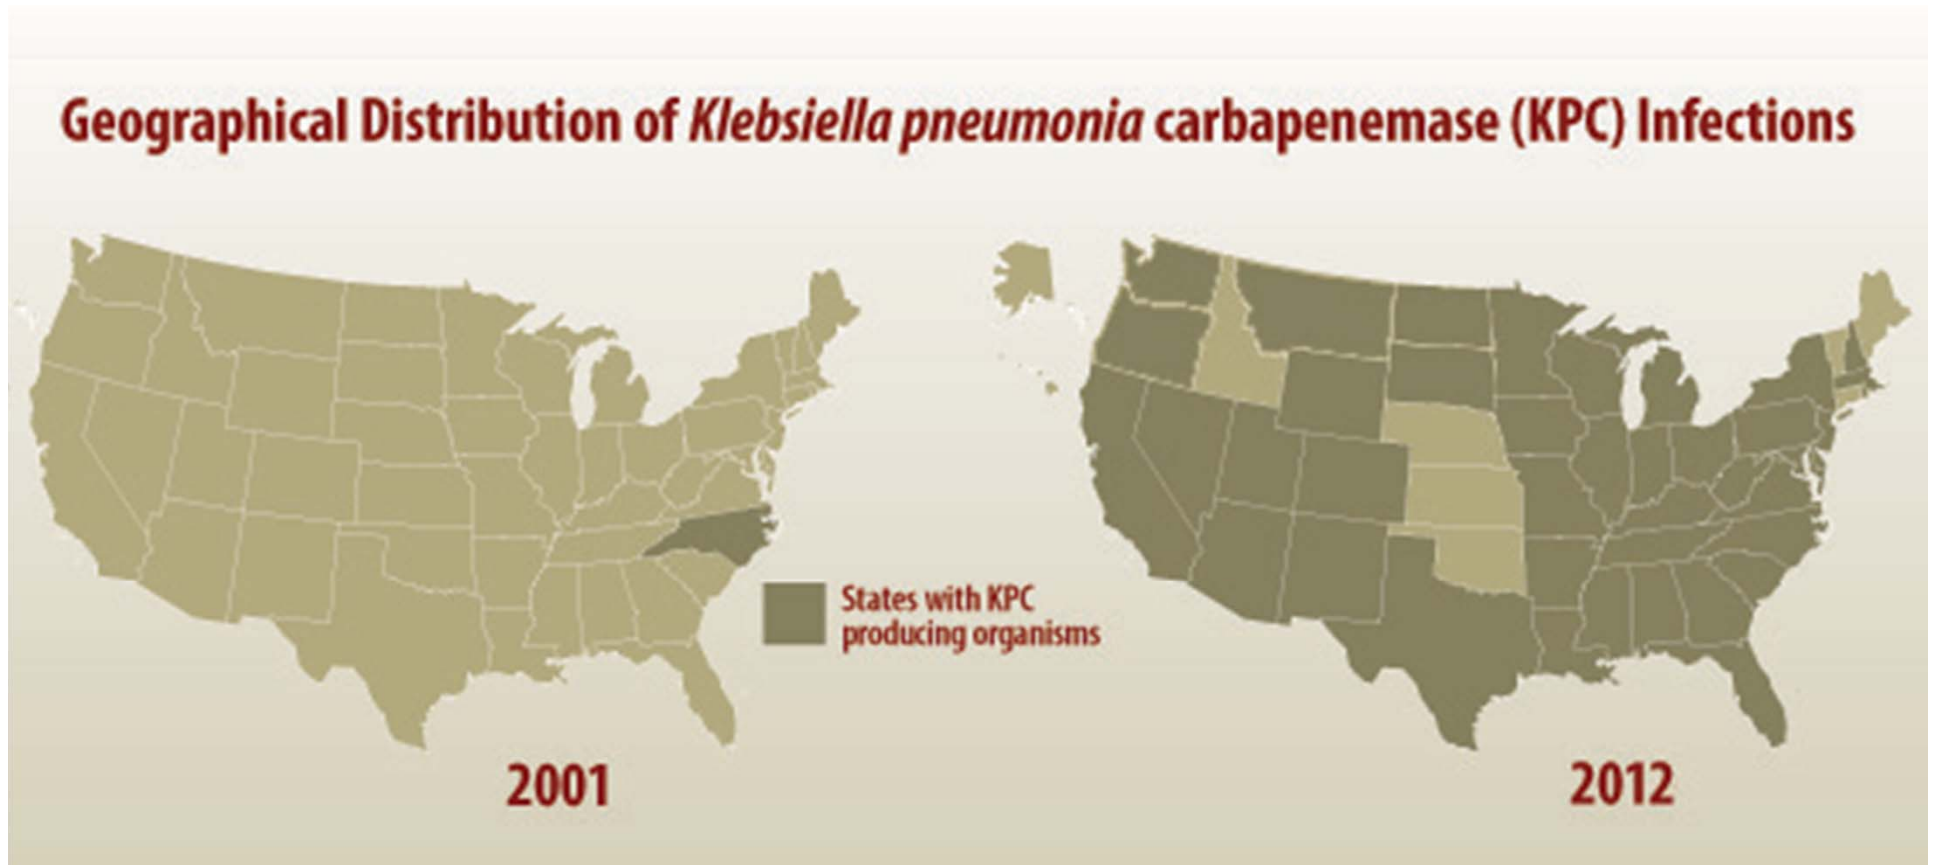 Geographical Distribution of Klebsiella pneumonia carbapenemase (KPC) Infections
States with KPC
producing organisms
2001
2012